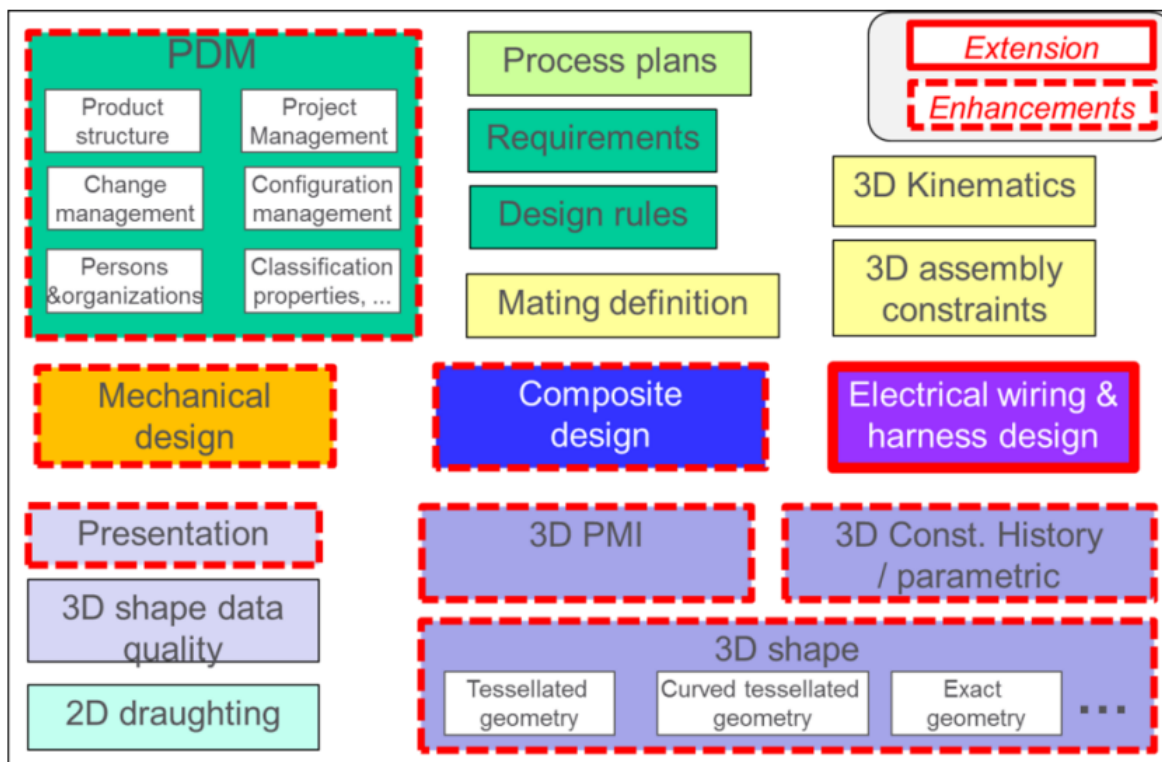 PDM
Product
structure
Project
Management
Change
management
Configuration
management
Persons
&organizations
Classification
properties, ...
Process plans
Requirements
Design rules
Mating definition
Extension
Enhancements
3D Kinematics
3D assembly
constraints
Mechanical
design
Composite
design
Electrical wiring &
harness design
Presentation
3D shape data
quality
2D draughting
3D PMI
3D Const. History
/ parametric
3D shape
Tessellated
geometry
Curved tessellated
geometry
Exact
geometry
...